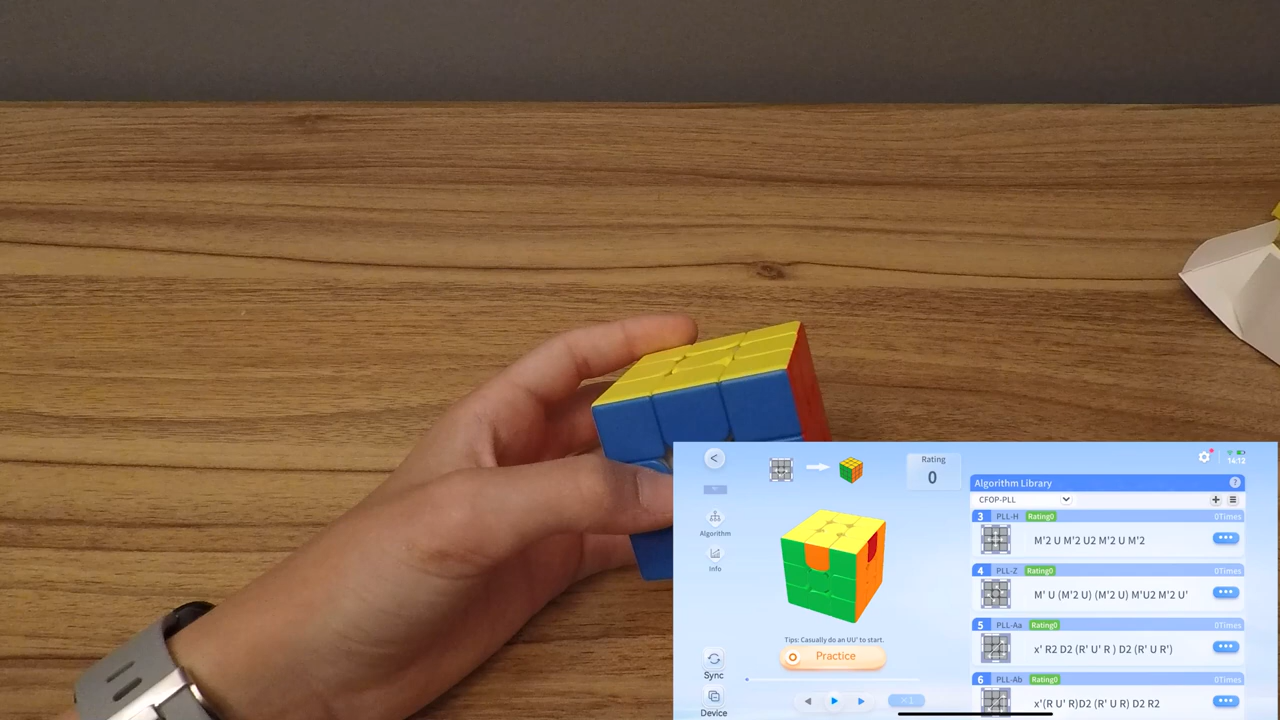 <
Rating
0
14:12
Algorithm Library
?
CFOP-PLL
3 PLL-H Rating0 0Times
M'2 U M'2 U2 M'2 U M'2
4 PLL-Z Rating0 0Times
M' U (M'2 U) (M'2 U) M'U2 M'2 U'
5 PLL-Aa Rating0 0Times
x' R2 D2 (R' U' R ) D2 (R' U R')
6 PLL-Ab Rating0 0Times
x'(R U' R)D2 (R' U R) D2 R2
Algorithm
Info
Sync
Device
Tips: Casually do an UU' to start.
Practice
×1